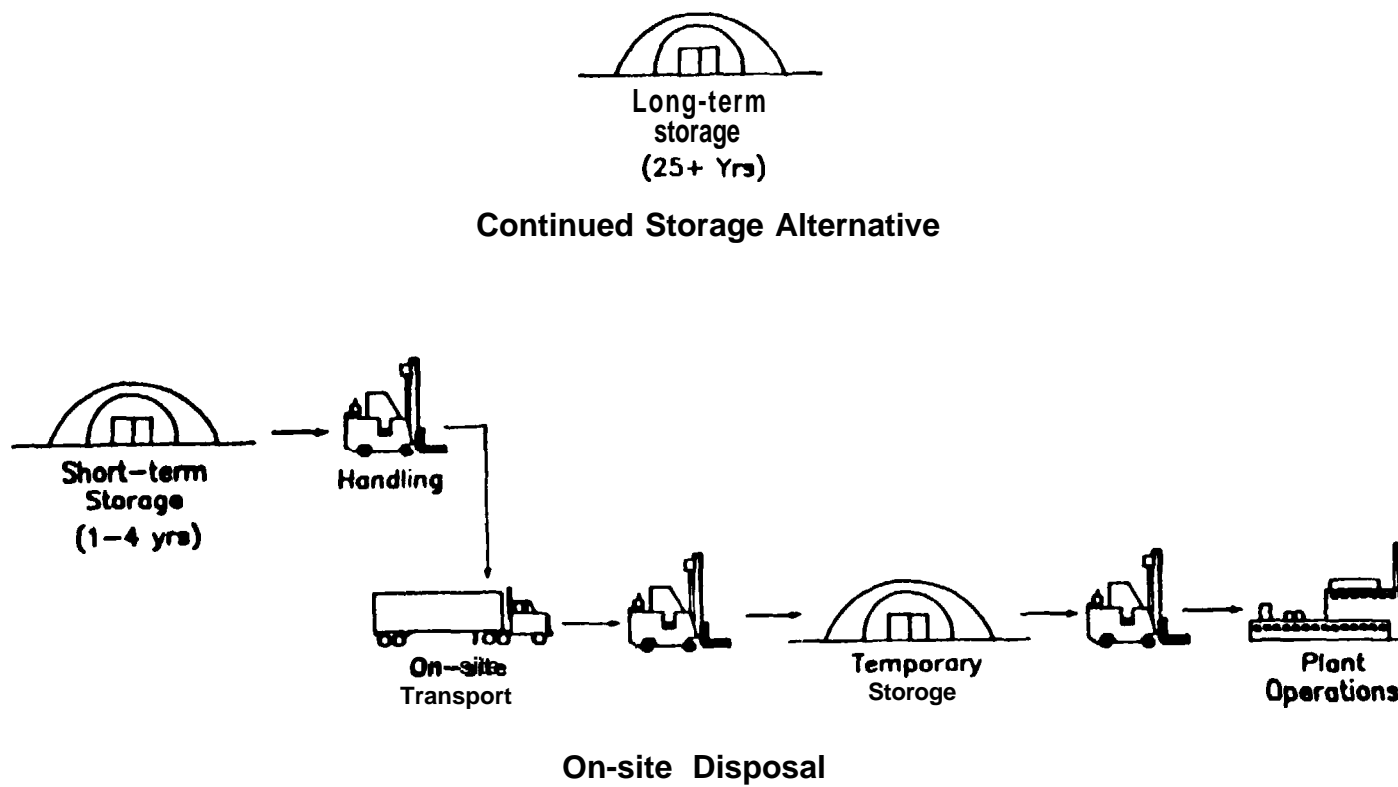 Long-term
storage
(25+ Yrs)
Continued Storage Alternative
Short-term
Storage
(1-4 yrs)
Handling
On-site
Transport
Temporary
Storoge
Plant
Operations
On-site Disposal